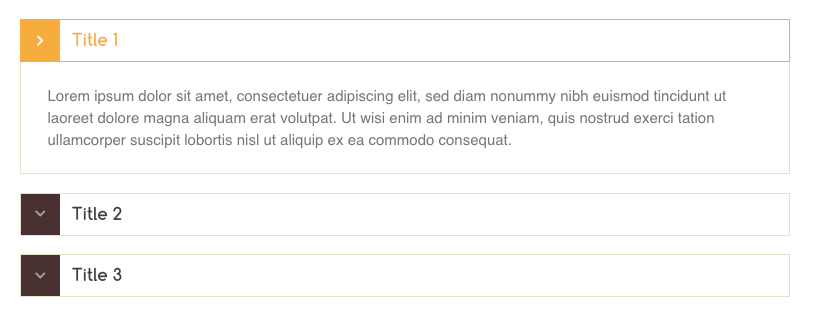 Title 1
Lorem ipsum dolor sit amet, consectetuer adipiscing elit, sed diam nonummy nibh euismod tincidunt ut
laoreet dolore magna aliquam erat volutpat. Ut wisi enim ad minim veniam, quis nostrud exerci tation
ullamcorper suscipit lobortis nisl ut aliquip ex ea commodo consequat.
Title 2
Title 3